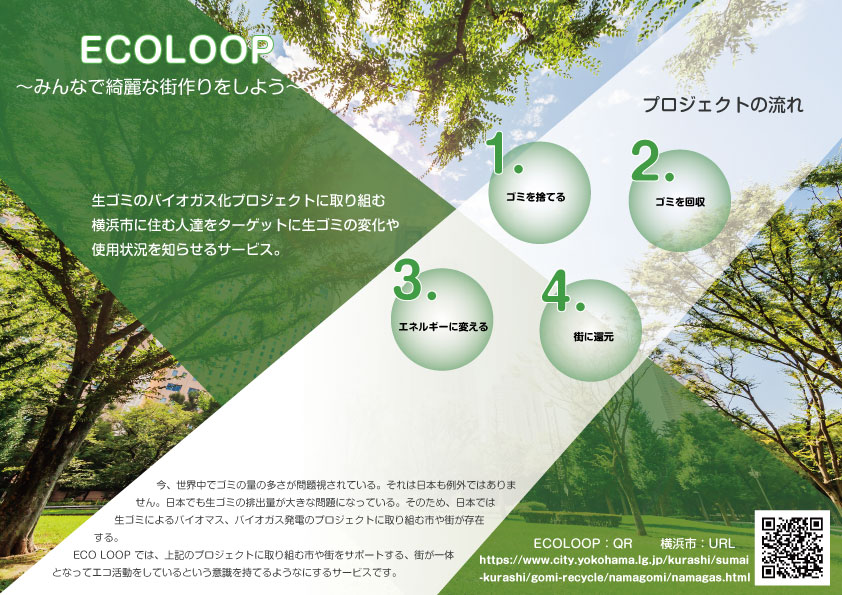 ECOLOOP
～みんなで綺麗な街作りをしよう～
生ゴミのバイオガス化プロジェクトに取り組む
横浜市に住む人達をターゲットに生ゴミの変化や
使用状況を知らせるサービス。
プロジェクトの流れ
1.
ゴミを捨てる
2.
ゴミを回収
3.
エネルギーに変える
4.
街に還元
今、世界中でゴミの量の多さが問題視されている。それは日本も例外ではありま
せん。日本でも生ゴミの排出量が大きな問題になっている。そのため、日本では
生ゴミによるバイオマス、バイオガス発電のプロジェクトに取り組む市や街が存在
する。
ECO LOOP では、上記のプロジェクトに取り組む市や街をサポートする、街が一体
となってエコ活動をしているという意識を持てるようなにするサービスです。
ECOLOOP：QR 横浜市：URL
https://www.city.yokohama.lg.jp/kurashi/sumai
-kurashi/gomi-recycle/namagomi/namagas.html